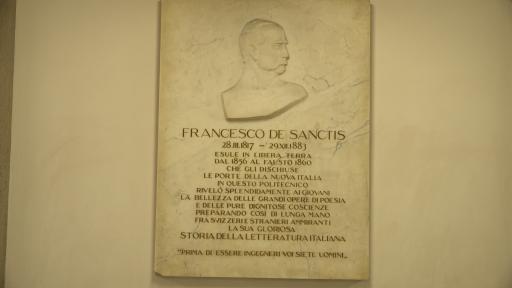 FRANCESCO DE SANCTIS
28.III.1817 – 29.XII.1883
ESULE IN LIBERA TERRA
DAL 1856 AL FAUSTO 1860
CHE GLI DISCHIUSE
LE PORTE DELLA NUOVA ITALIA
IN QUESTO POLITECNICO
RIVELÒ SPLENDIDAMENTE AI GIOVANI
LA BELLEZZA DELLE GRANDI OPERE DI POESIA
E DELLE PURE DIGNITOSE COSCIENZE
PREPARANDO COSÌ DI LUNGA MANO
FRA SVIZZERI E STRANIERI AMMIRANTI
LA SUA GLORIOSA
STORIA DELLA LETTERATURA ITALIANA
"PRIMA DI ESSERE INGEGNERI VOI SIETE UOMINI„